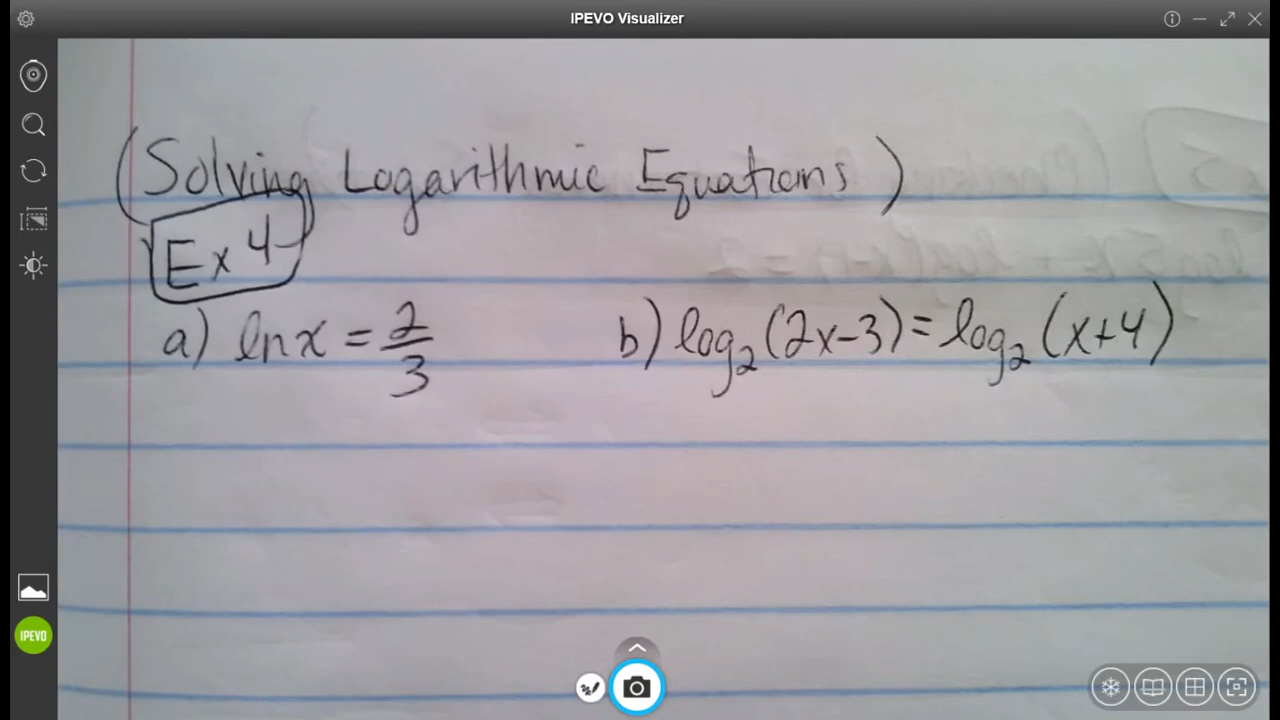 IPEVO Visualizer
(Solving Logarithmic Equations)
Ex 4
a) ln x = 2/3
b) log₂(2x-3) = log₂(x+4)
IPEVO